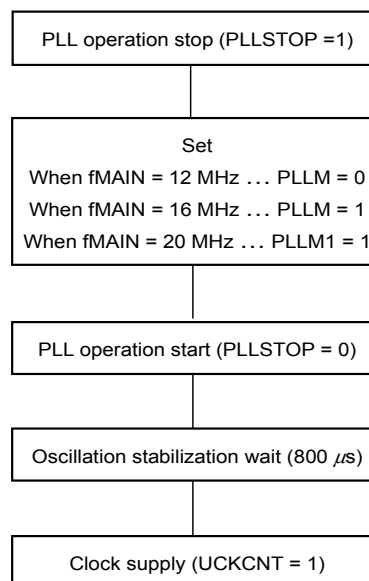 PLL operation stop (PLLSTOP =1)
Set
When fMAIN = 12 MHz … PLLM = 0
When fMAIN = 16 MHz … PLLM = 1
When fMAIN = 20 MHz … PLLM1 = 1
PLL operation start (PLLSTOP = 0)
Oscillation stabilization wait (800 μs)
Clock supply (UCKCNT = 1)